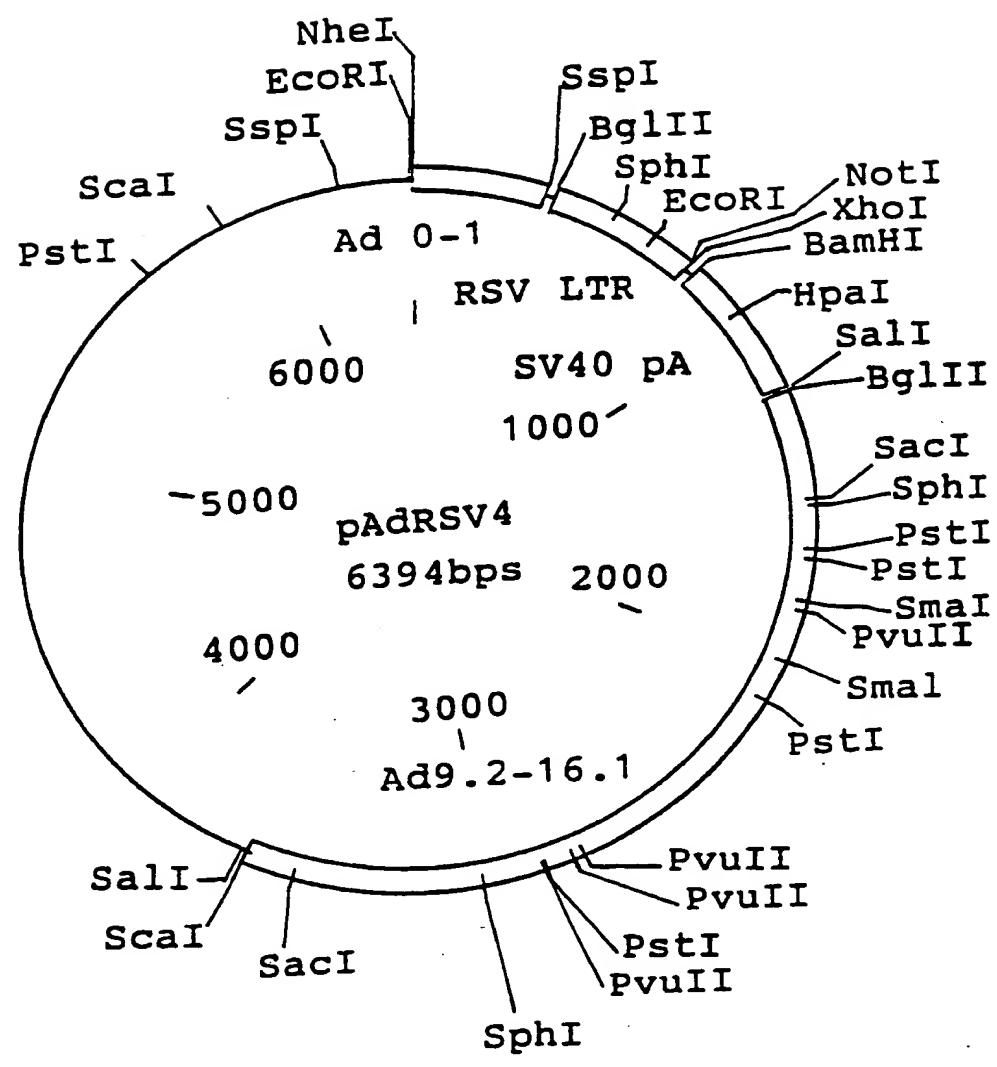 NheI
EcoRI
SspI
SspI
BglII
SphI
ScaI
EcoRI
NotI
XhoI
PstI
BamHI
Ad 0-1
RSV LTR
HpaI
SalI
6000
SV40 pA
BglII
1000
SacI
5000
SphI
pAdRSV4
PstI
6394bps
2000
PstI
SmaI
PvuII
4000
Smal
3000
PstI
Ad9.2-16.1
PvuII
SalI
PvuII
ScaI
PstI
SacI
PvuII
SphI